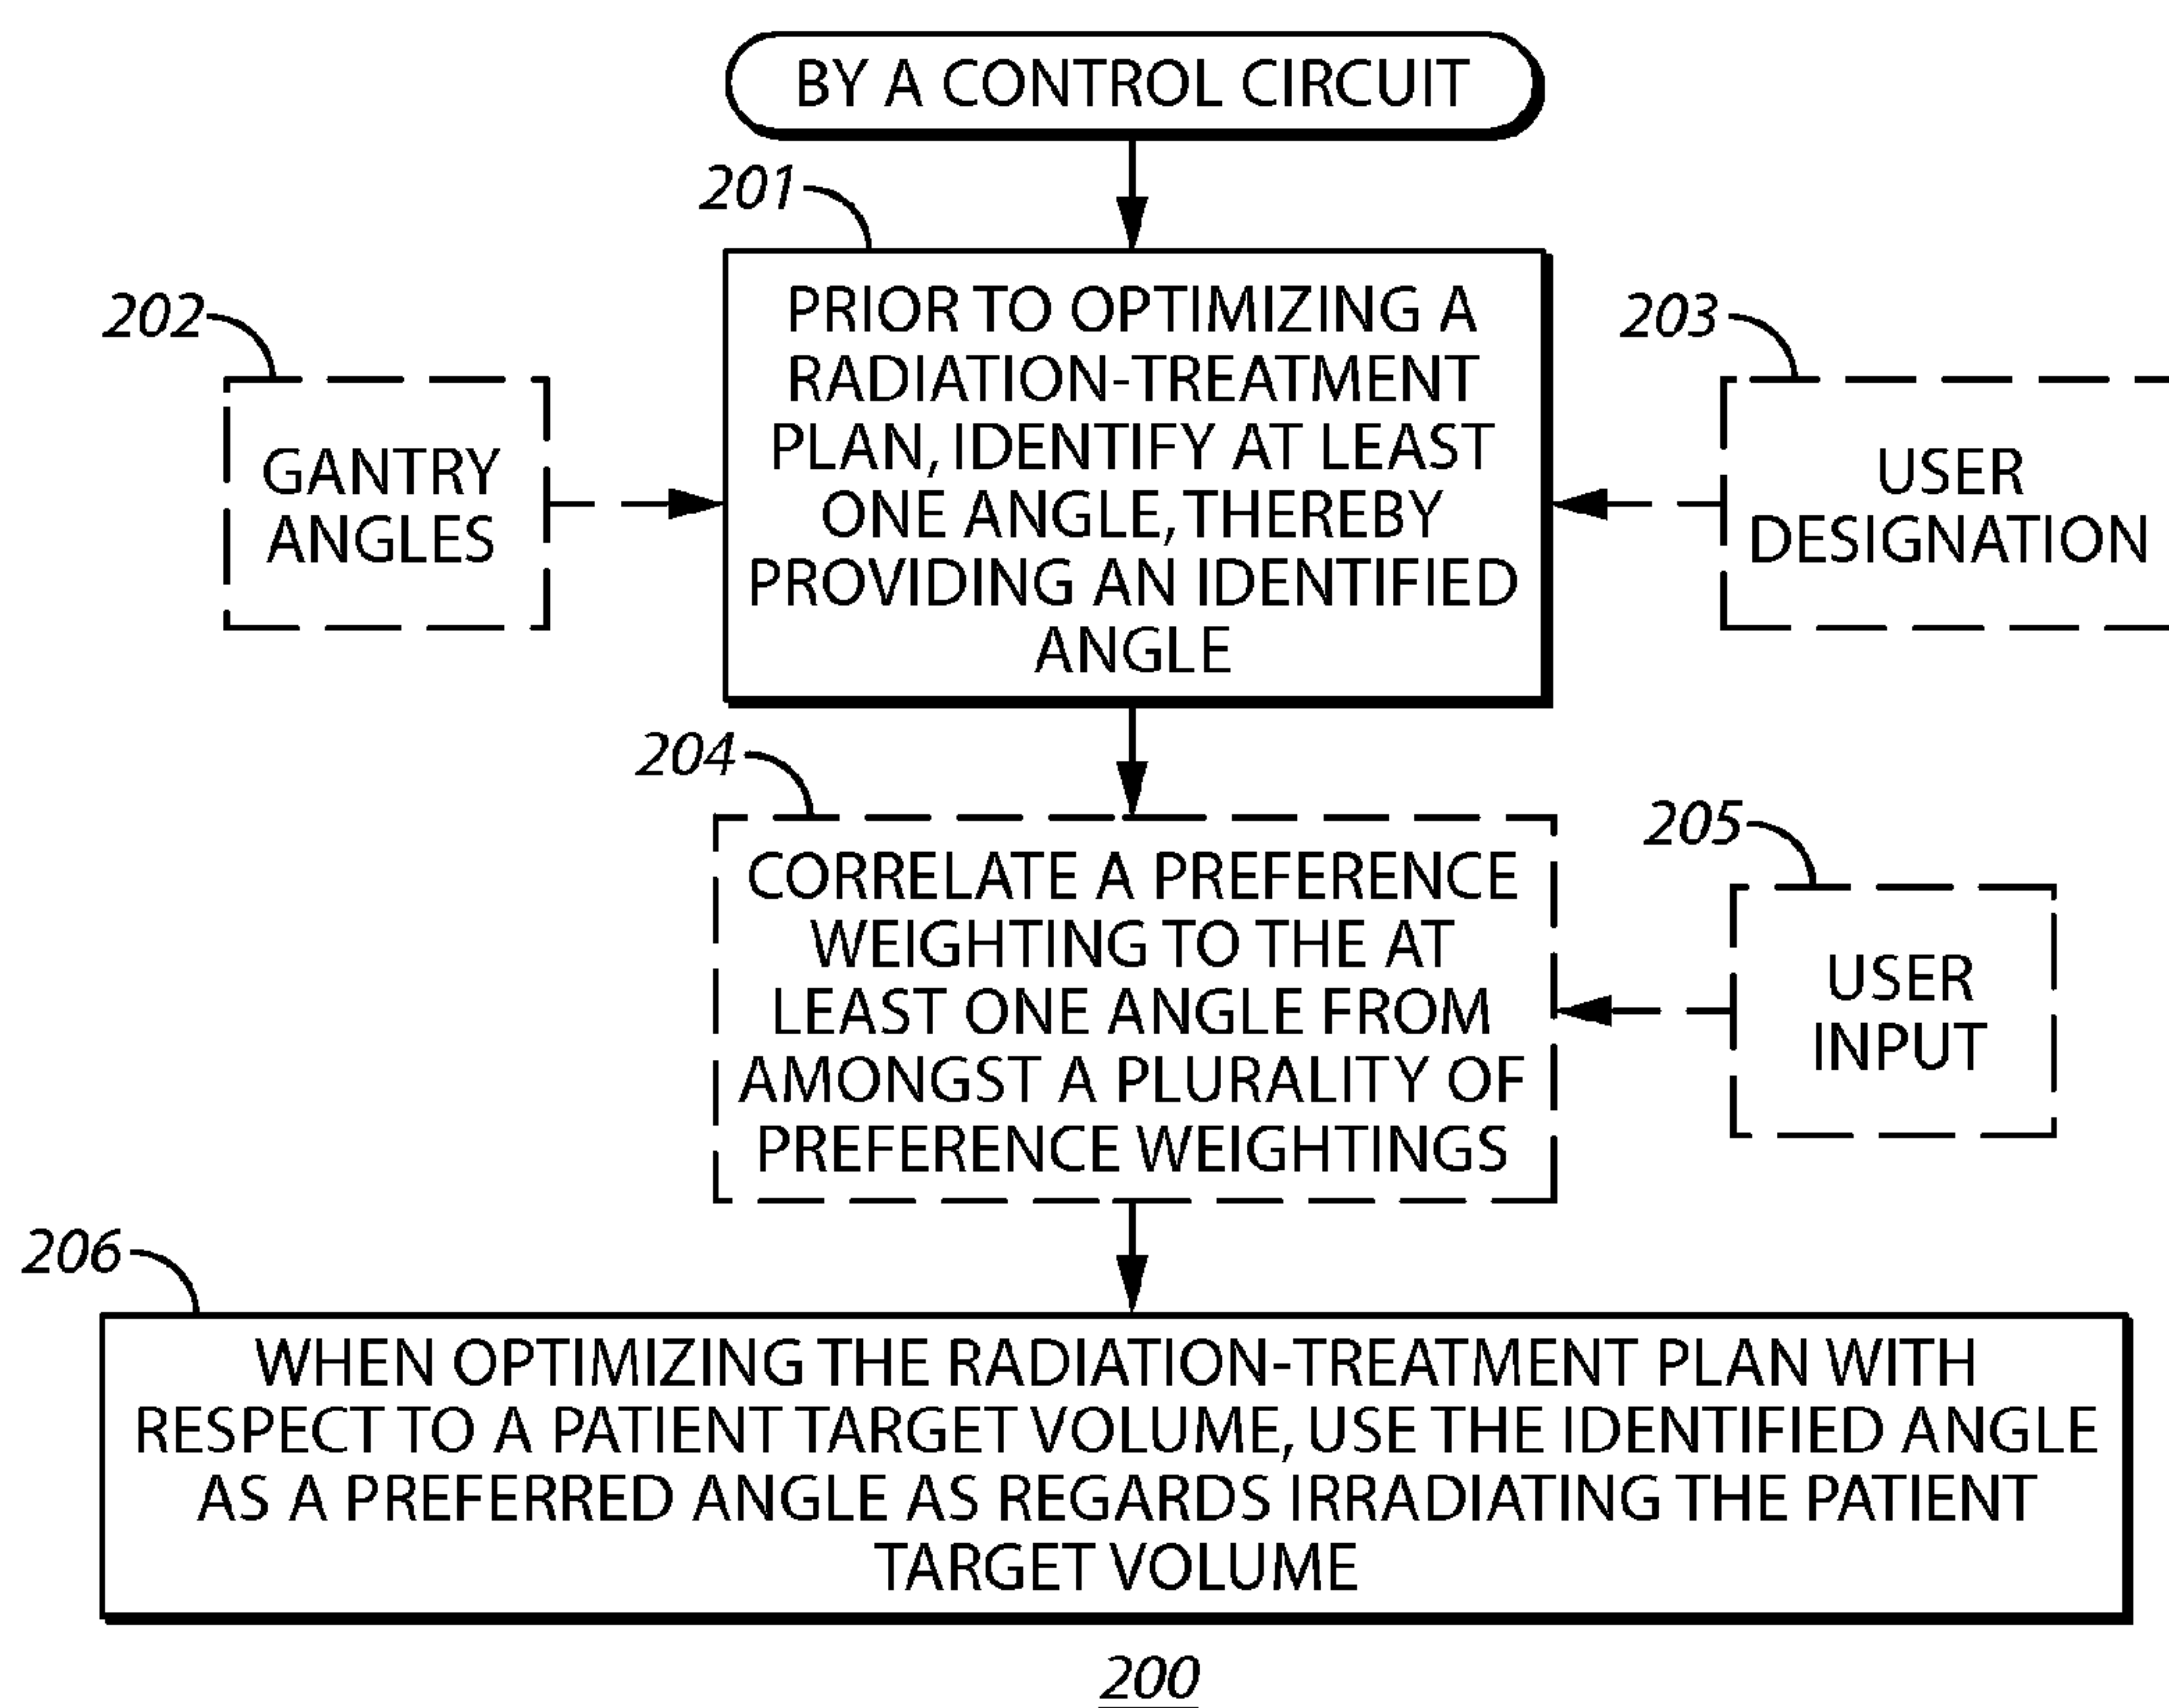 BY A CONTROL CIRCUIT
201
PRIOR TO OPTIMIZING A
RADIATION-TREATMENT
PLAN, IDENTIFY AT LEAST
ONE ANGLE, THEREBY
PROVIDING AN IDENTIFIED
ANGLE
202
GANTRY
ANGLES
203
USER
DESIGNATION
204
CORRELATE A PREFERENCE
WEIGHTING TO THE AT
LEAST ONE ANGLE FROM
AMONGST A PLURALITY OF
PREFERENCE WEIGHTINGS
205
USER
INPUT
206
WHEN OPTIMIZING THE RADIATION-TREATMENT PLAN WITH
RESPECT TO A PATIENT TARGET VOLUME, USE THE IDENTIFIED ANGLE
AS A PREFERRED ANGLE AS REGARDS IRRADIATING THE PATIENT
TARGET VOLUME
200